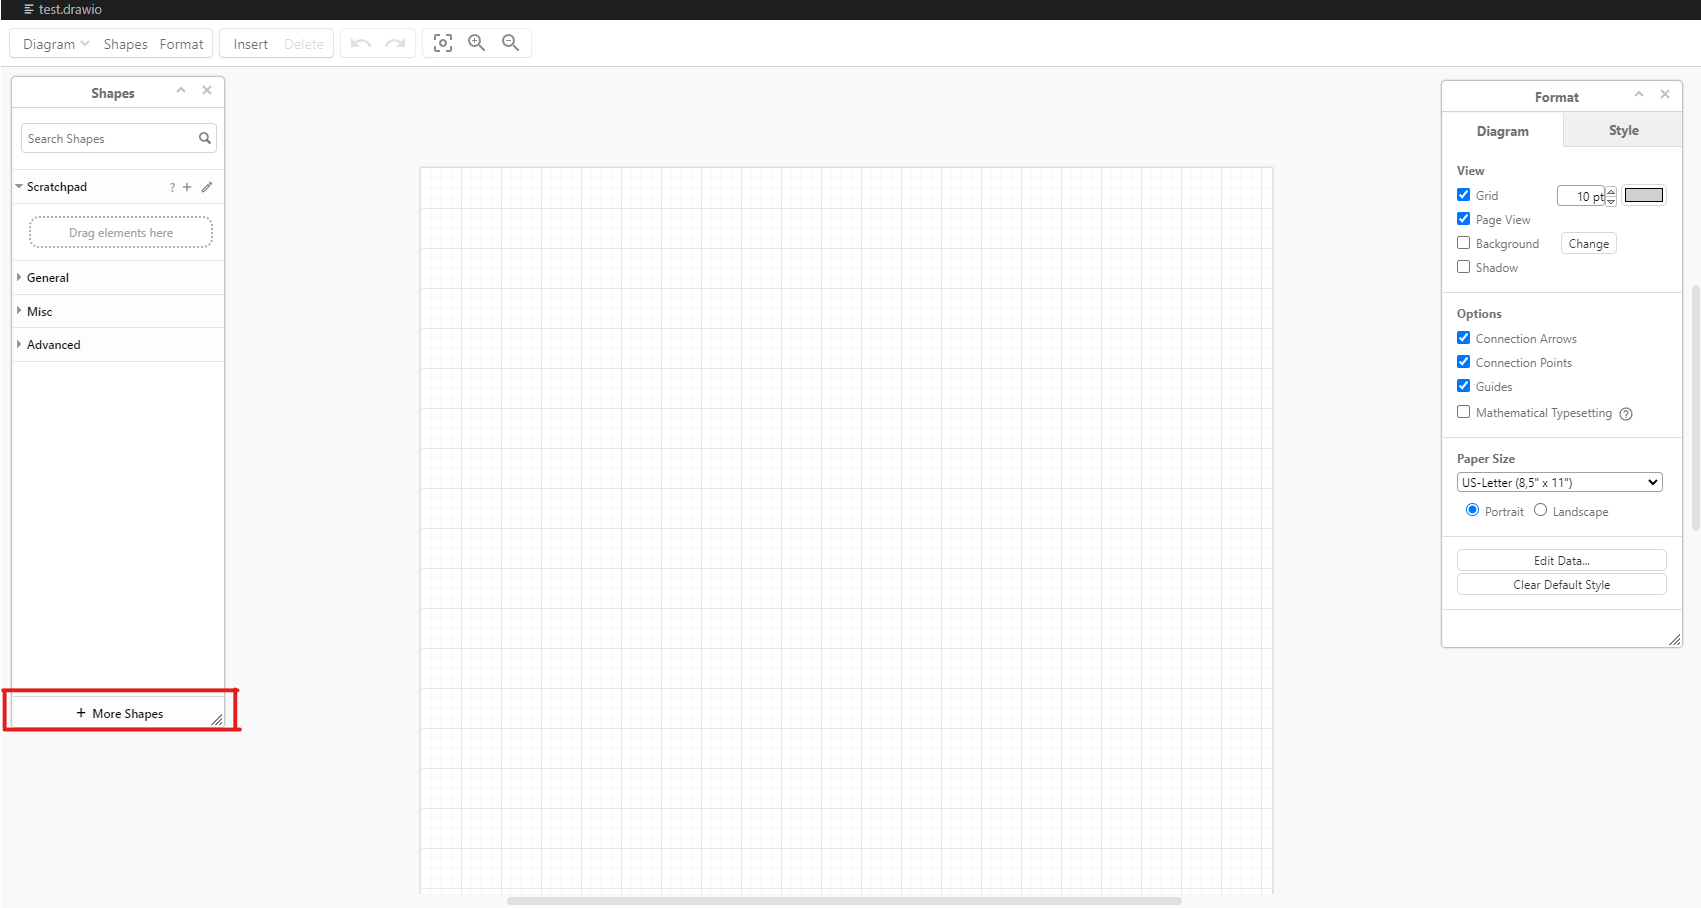 test.drawio
Diagram Shapes Format Insert Delete
Shapes
Search Shapes
Scratchpad ? +
Drag elements here
General
Misc
Advanced
+ More Shapes
Format
Diagram Style
View
Grid 10 pt
Page View
Background Change
Shadow
Options
Connection Arrows
Connection Points
Guides
Mathematical Typesetting ?
Paper Size
US-Letter (8,5" x 11")
Portrait Landscape
Edit Data...
Clear Default Style